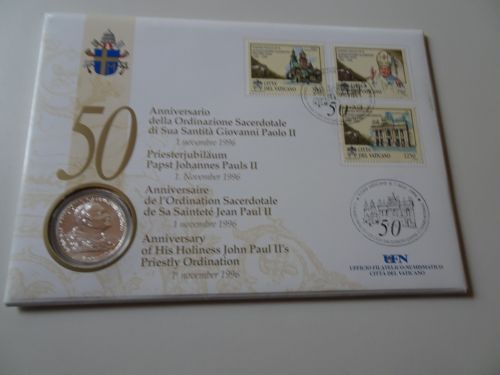 50
Anniversario
della Ordinazione Sacerdotale
di Sua Santità Giovanni Paolo II
1 novembre 1996
Priesterjubiläum
Papst Johannes Pauls II
1. November 1996
Anniversaire
de l'Ordination Sacerdotale
de Sa Sainteté Jean Paul II
1 novembre 1996
Anniversary
of His Holiness John Paul II's
Priestly Ordination
1st november 1996
CITTÀ
DEL VATICANO
CITTÀ
DEL VATICANO
50
CITTÀ
DEL VATICANO
1250
50
UFN
UFFICIO FILATELICO-NUMISMATICO
CITTÀ DEL VATICANO